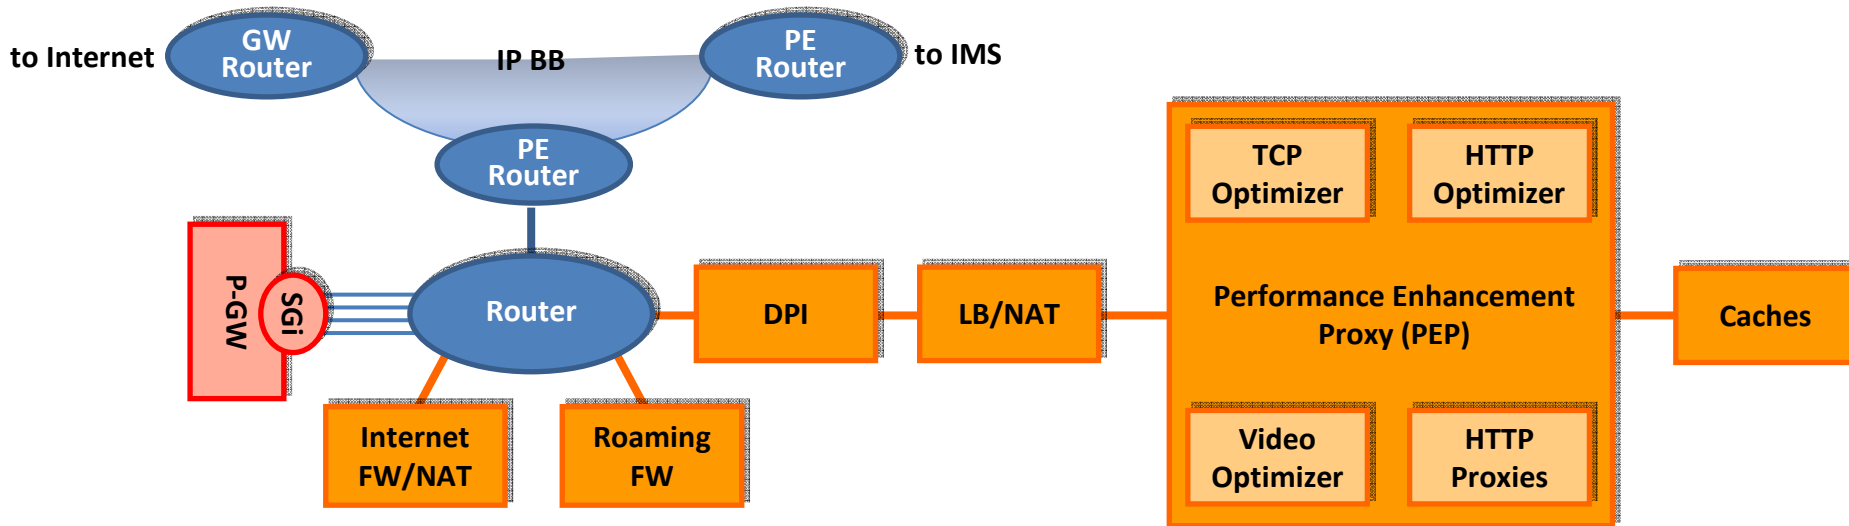 to Internet
GW
Router
IP BB
PE
Router
to IMS
PE
Router
P-GW
SGi
Router
DPI
LB/NAT
TCP
Optimizer
HTTP
Optimizer
Performance Enhancement
Proxy (PEP)
Video
Optimizer
HTTP
Proxies
Caches
Internet
FW/NAT
Roaming
FW